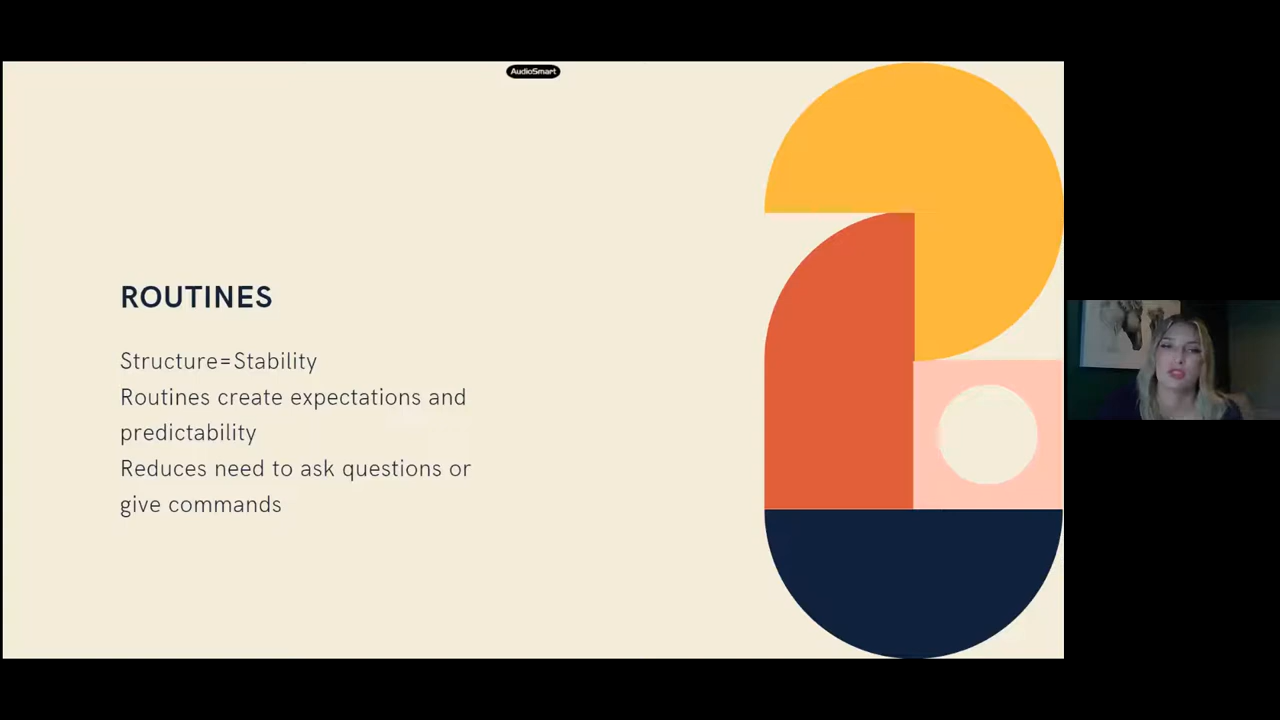 AudioSmart
ROUTINES
Structure=Stability
Routines create expectations and
predictability
Reduces need to ask questions or
give commands